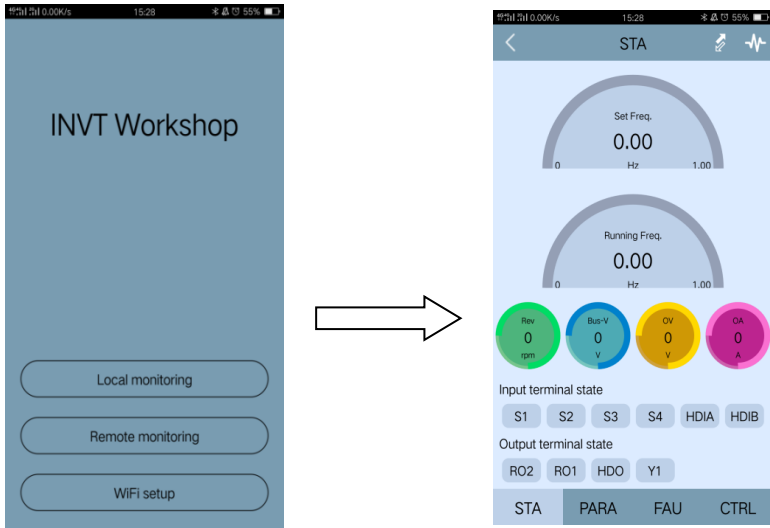 0.00K/s 15:28 55%
INVT Workshop
Local monitoring
Remote monitoring
WiFi setup
0.00K/s 15:28 55%
STA
Set Freq.
0.00
0 Hz 1.00
Running Freq.
0.00
0 Hz 1.00
Rev Bus-V OV OA
0 0 0 0
rpm V V A
Input terminal state
S1 S2 S3 S4 HDIA HDIB
Output terminal state
RO2 RO1 HDO Y1
STA PARA FAU CTRL